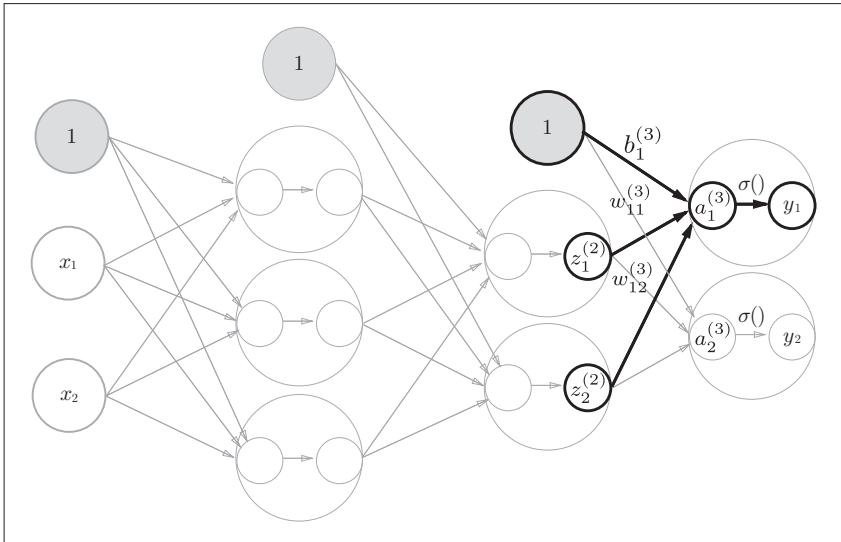 1
1
1
b₁⁽³⁾
x₁
x₂
w₁₁⁽³⁾
w₁₂⁽³⁾
z₁⁽²⁾
z₂⁽²⁾
a₁⁽³⁾
σ()
y₁
a₂⁽³⁾
σ()
y₂